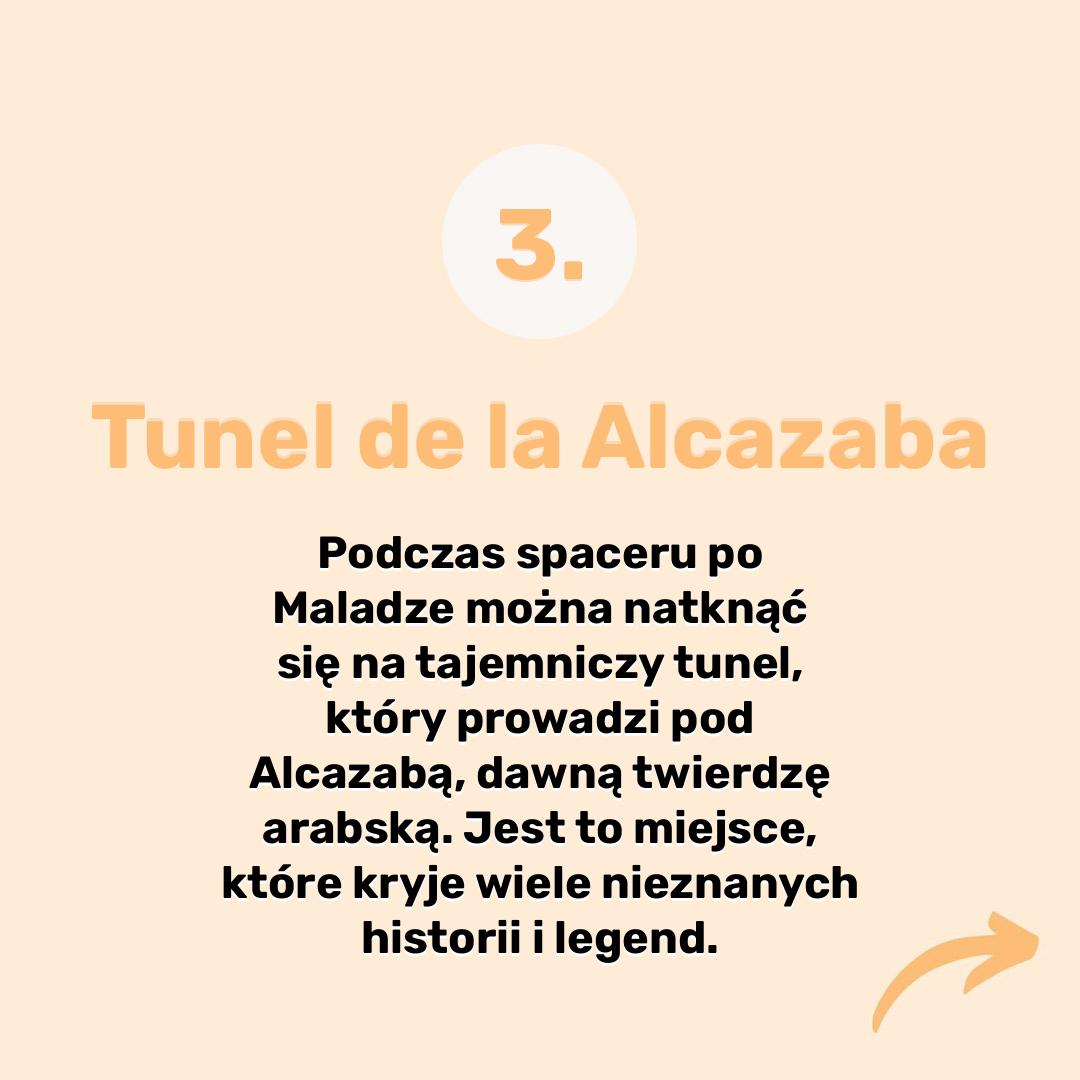 3.
Tunel de la Alcazaba
Podczas spaceru po
Maladze można natknąć
się na tajemniczy tunel,
który prowadzi pod
Alcazabą, dawną twierdzę
arabską. Jest to miejsce,
które kryje wiele nieznanych
historii i legend.